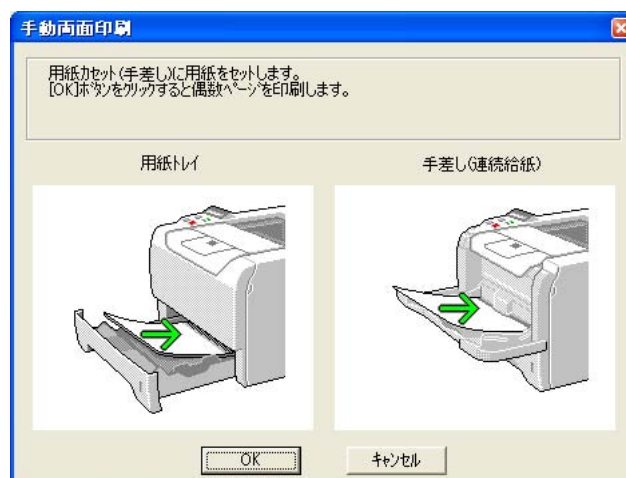 手動両面印刷
用紙ｶｾｯﾄ(手差し)に用紙をセットします。
[OK]ﾎﾞﾀﾝをｸﾘｯｸすると偶数ﾍﾟｰｼﾞを印刷します。
用紙ﾄﾚｲ
手差し(連続給紙)
OK
ｷｬﾝｾﾙ